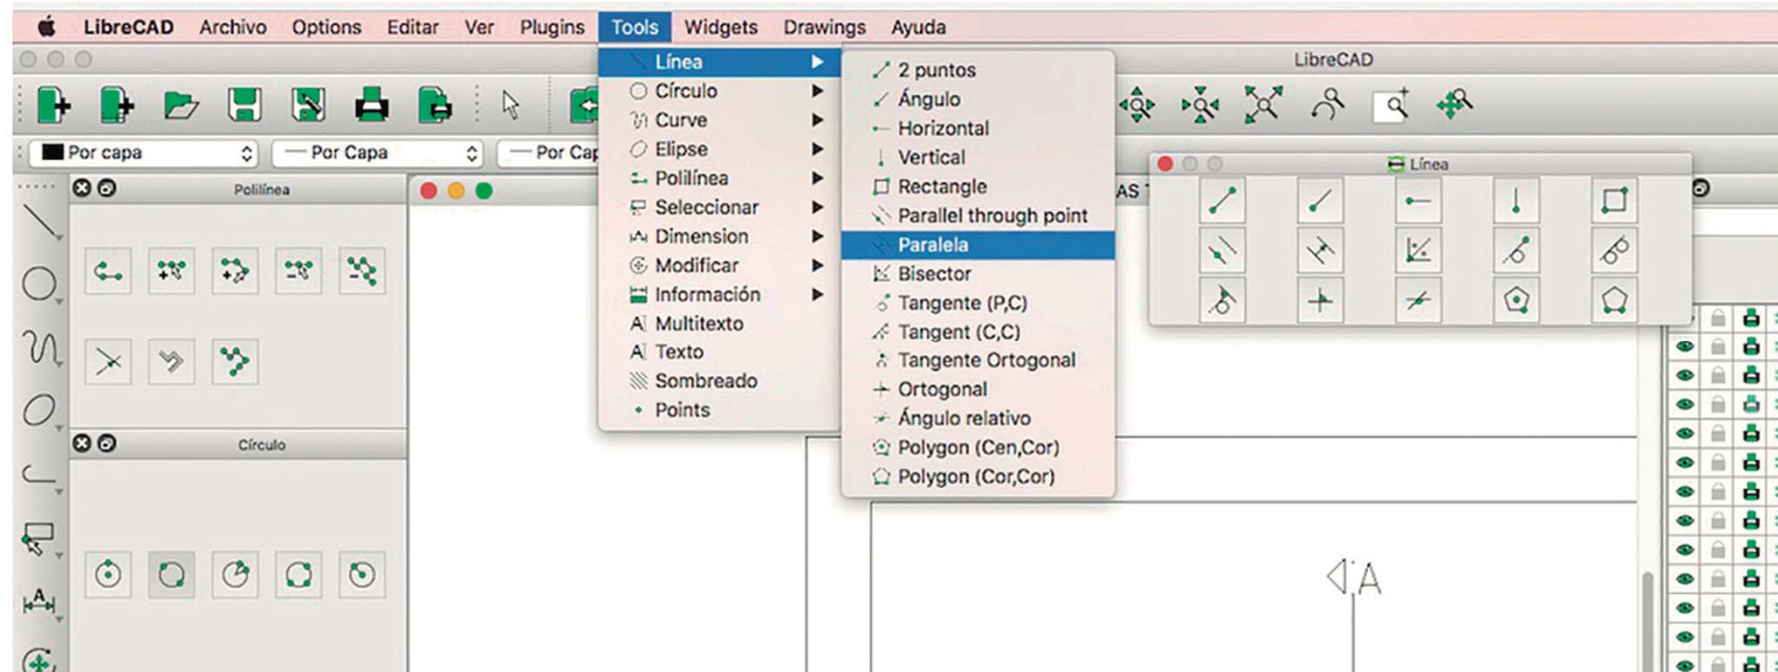 LibreCAD Archivo Options Editar Ver Plugins Tools Widgets Drawings Ayuda
LibreCAD
Por capa
Por Capa
Por Cap
Polilínea
Círculo
Línea
Círculo
Curve
Elipse
Polilínea
Seleccionar
Dimension
Modificar
Información
Multitexto
Texto
Sombreado
Points
2 puntos
Ángulo
Horizontal
Vertical
Rectangle
Parallel through point
Paralela
Bisector
Tangente (P,C)
Tangent (C,C)
Tangente Ortogonal
Ortogonal
Ángulo relativo
Polygon (Cen,Cor)
Polygon (Cor,Cor)
AS
Línea
A